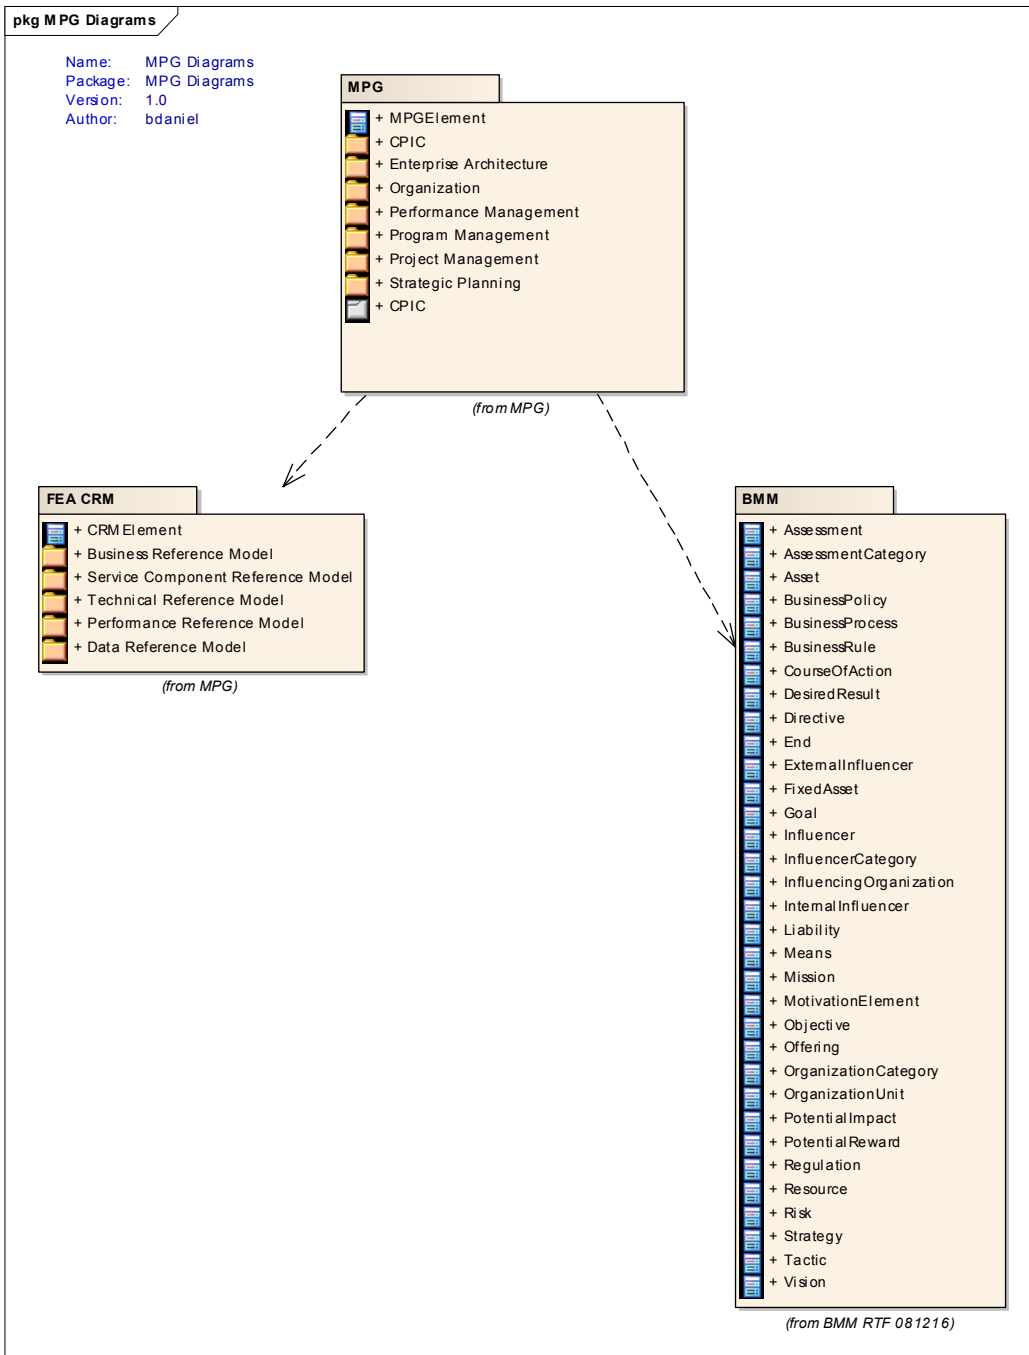 pkg MPG Diagrams
Name: MPG Diagrams
Package: MPG Diagrams
Version: 1.0
Author: bdaniel
MPG
+ MPGElement
+ CPIC
+ Enterprise Architecture
+ Organization
+ Performance Management
+ Program Management
+ Project Management
+ Strategic Planning
+ CPIC
(from MPG)
FEA CRM
+ CRMElement
+ Business Reference Model
+ Service Component Reference Model
+ Technical Reference Model
+ Performance Reference Model
+ Data Reference Model
(from MPG)
BMM
+ Assessment
+ AssessmentCategory
+ Asset
+ BusinessPolicy
+ BusinessProcess
+ BusinessRule
+ CourseOfAction
+ DesiredResult
+ Directive
+ End
+ ExternalInfluencer
+ FixedAsset
+ Goal
+ Influencer
+ InfluencerCategory
+ InfluencingOrganization
+ InternalInfluencer
+ Liability
+ Means
+ Mission
+ MotivationElement
+ Objective
+ Offering
+ OrganizationCategory
+ OrganizationUnit
+ PotentialImpact
+ PotentialReward
+ Regulation
+ Resource
+ Risk
+ Strategy
+ Tactic
+ Vision
(from BMM RTF 081216)